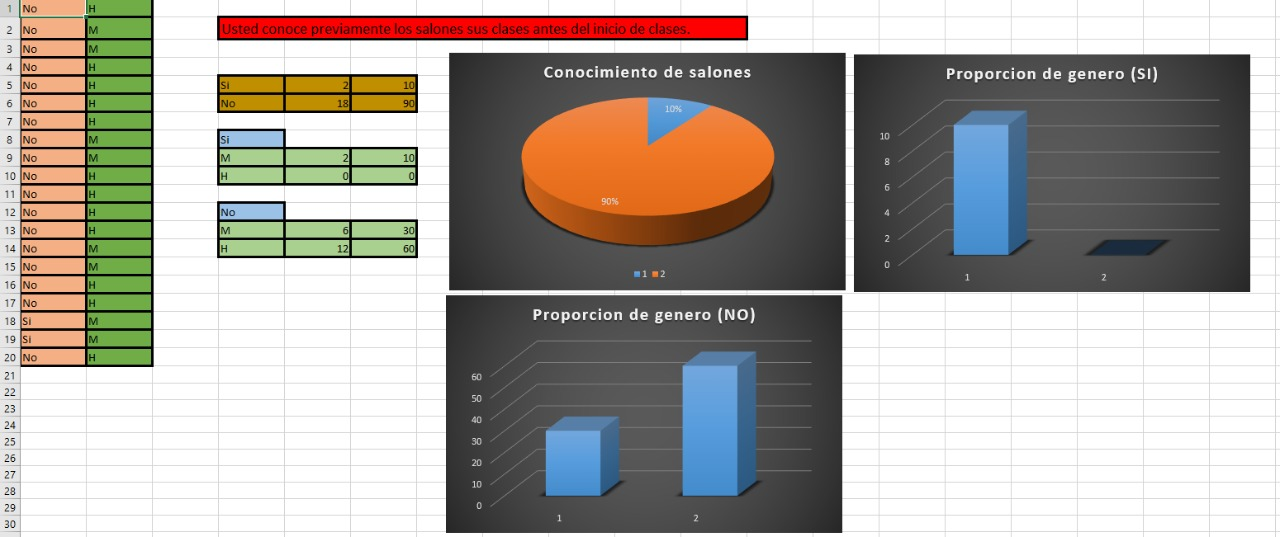 1 No H
2 No M Usted conoce previamente los salones sus clases antes del inicio de clases.
3 No M
4 No H
5 No H Si 2 10
6 No H No 18 90
7 No H
8 No M Si
9 No M M 2 10
10 No H H 0 0
11 No H
12 No H No
13 No H M 6 30
14 No M H 12 60
15 No M
16 No H
17 No H
18 Si M
19 Si M
20 No H
21
22
23
24
25
26
27
28
29
30
Conocimiento de salones
10%
90%
1 2
Proporcion de genero (SI)
10
8
6
4
2
0
1 2
Proporcion de genero (NO)
60
50
40
30
20
10
0
1 2